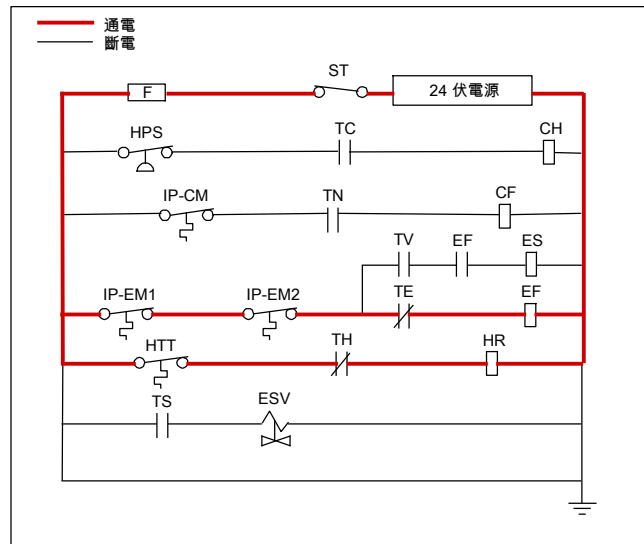 通電
斷電
F
ST
24 伏電源
HPS
TC
CH
IP-CM
TN
CF
TV
EF
ES
IP-EM1
IP-EM2
TE
EF
HTT
TH
HR
TS
ESV